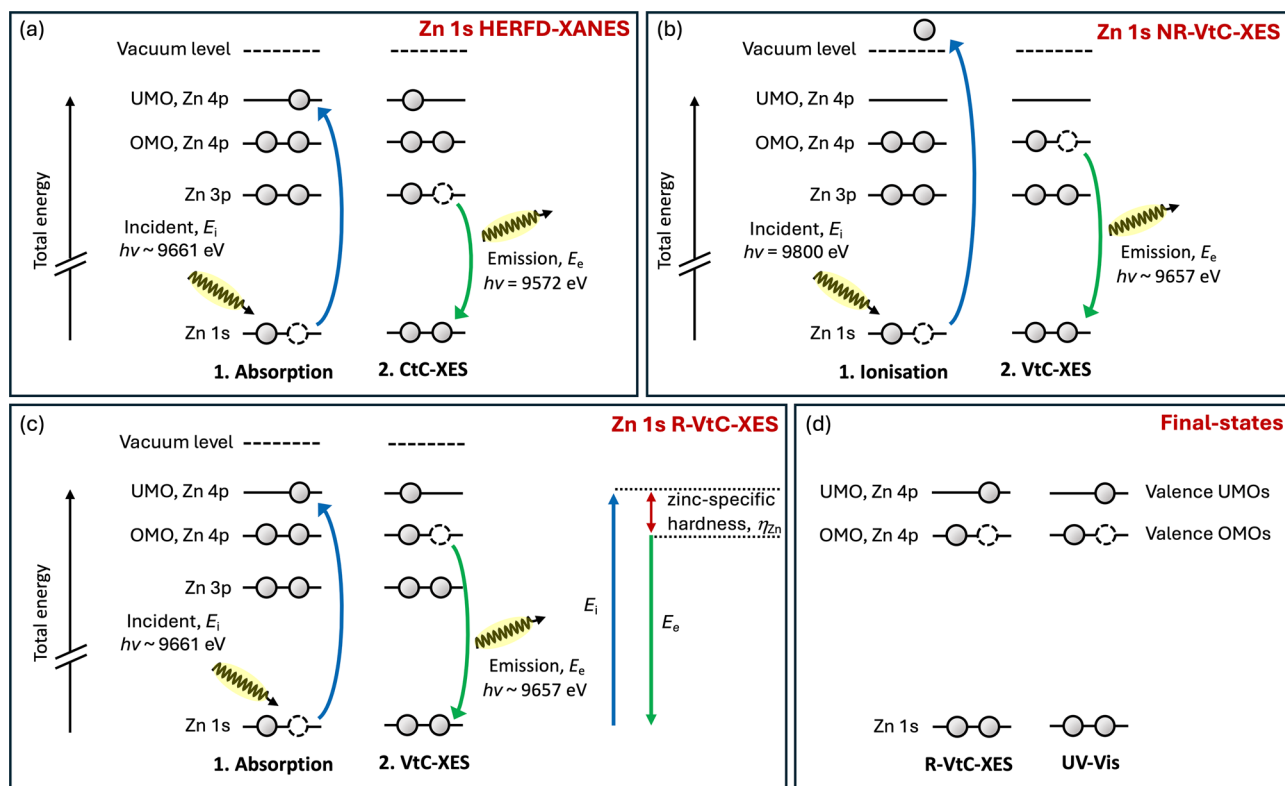 (a)
Zn 1s HERFD-XANES
Vacuum level
UMO, Zn 4p
OMO, Zn 4p
Zn 3p
Total energy
Incident, Ei
hν ~ 9661 eV
Emission, Ee
hν = 9572 eV
Zn 1s
1. Absorption
2. CtC-XES
(b)
Zn 1s NR-VtC-XES
Vacuum level
UMO, Zn 4p
OMO, Zn 4p
Zn 3p
Total energy
Incident, Ei
hν = 9800 eV
Emission, Ee
hν ~ 9657 eV
Zn 1s
1. Ionisation
2. VtC-XES
(c)
Zn 1s R-VtC-XES
Vacuum level
UMO, Zn 4p
OMO, Zn 4p
Zn 3p
Total energy
Incident, Ei
hν ~ 9661 eV
Emission, Ee
hν ~ 9657 eV
Zn 1s
1. Absorption
2. VtC-XES
zinc-specific
hardness, ηZn
Ei
Ee
(d)
Final-states
UMO, Zn 4p
Valence UMOs
OMO, Zn 4p
Valence OMOs
Zn 1s
R-VtC-XES
UV-Vis